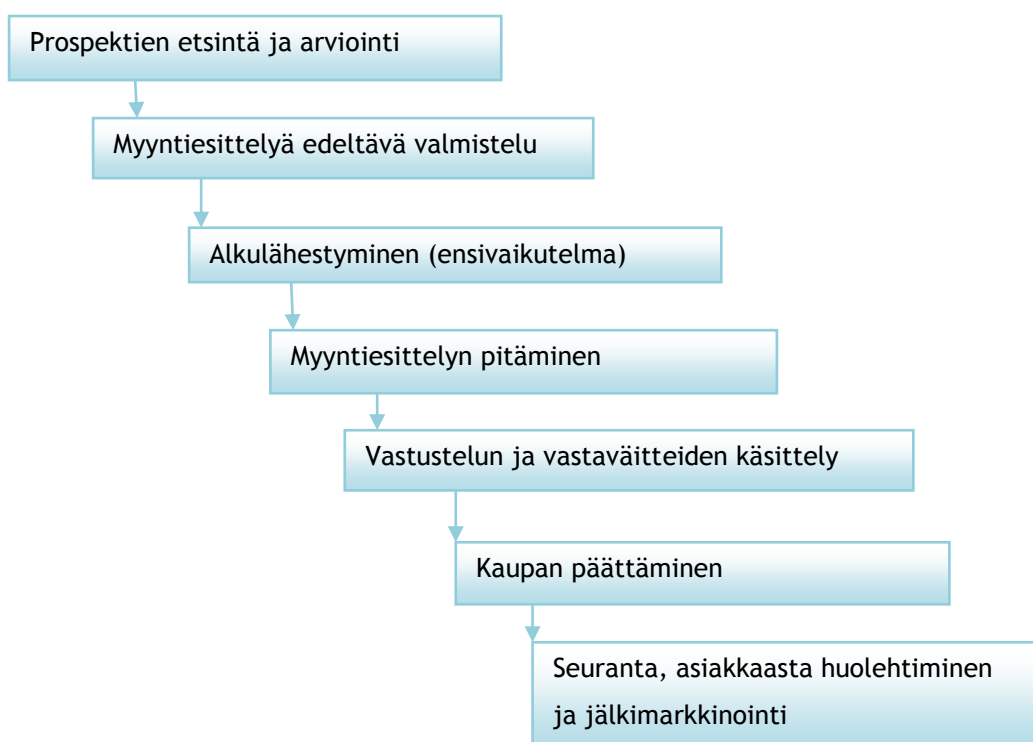 Prospektien etsintä ja arviointi
Myyntiesittelyä edeltävä valmistelu
Alkulähestyminen (ensivaikutelma)
Myyntiesittelyn pitäminen
Vastustelun ja vastaväitteiden käsittely
Kaupan päättäminen
Seuranta, asiakkaasta huolehtiminen
ja jälkimarkkinointi